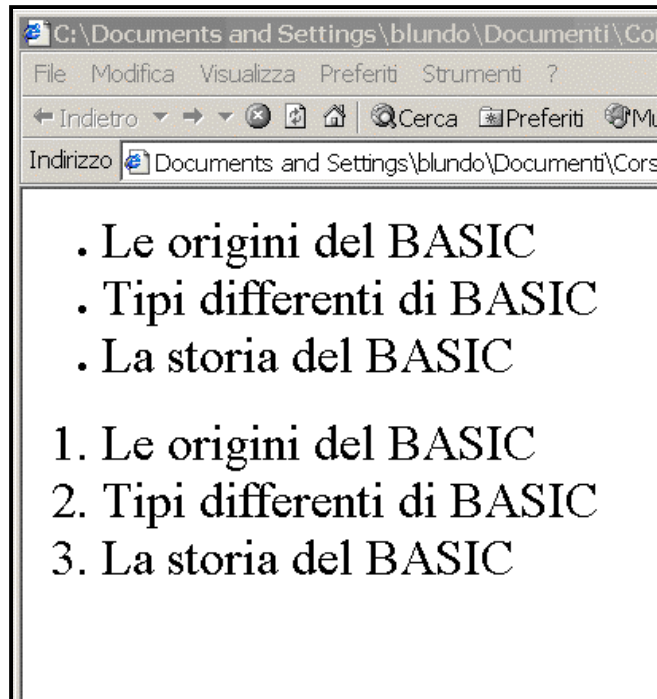 C:\Documents and Settings\blundo\Documenti\Co
File Modifica Visualizza Preferiti Strumenti ?
Indietro Cerca Preferiti Mu
Indirizzo Documents and Settings\blundo\Documenti\Cors
• Le origini del BASIC
• Tipi differenti di BASIC
• La storia del BASIC
1. Le origini del BASIC
2. Tipi differenti di BASIC
3. La storia del BASIC